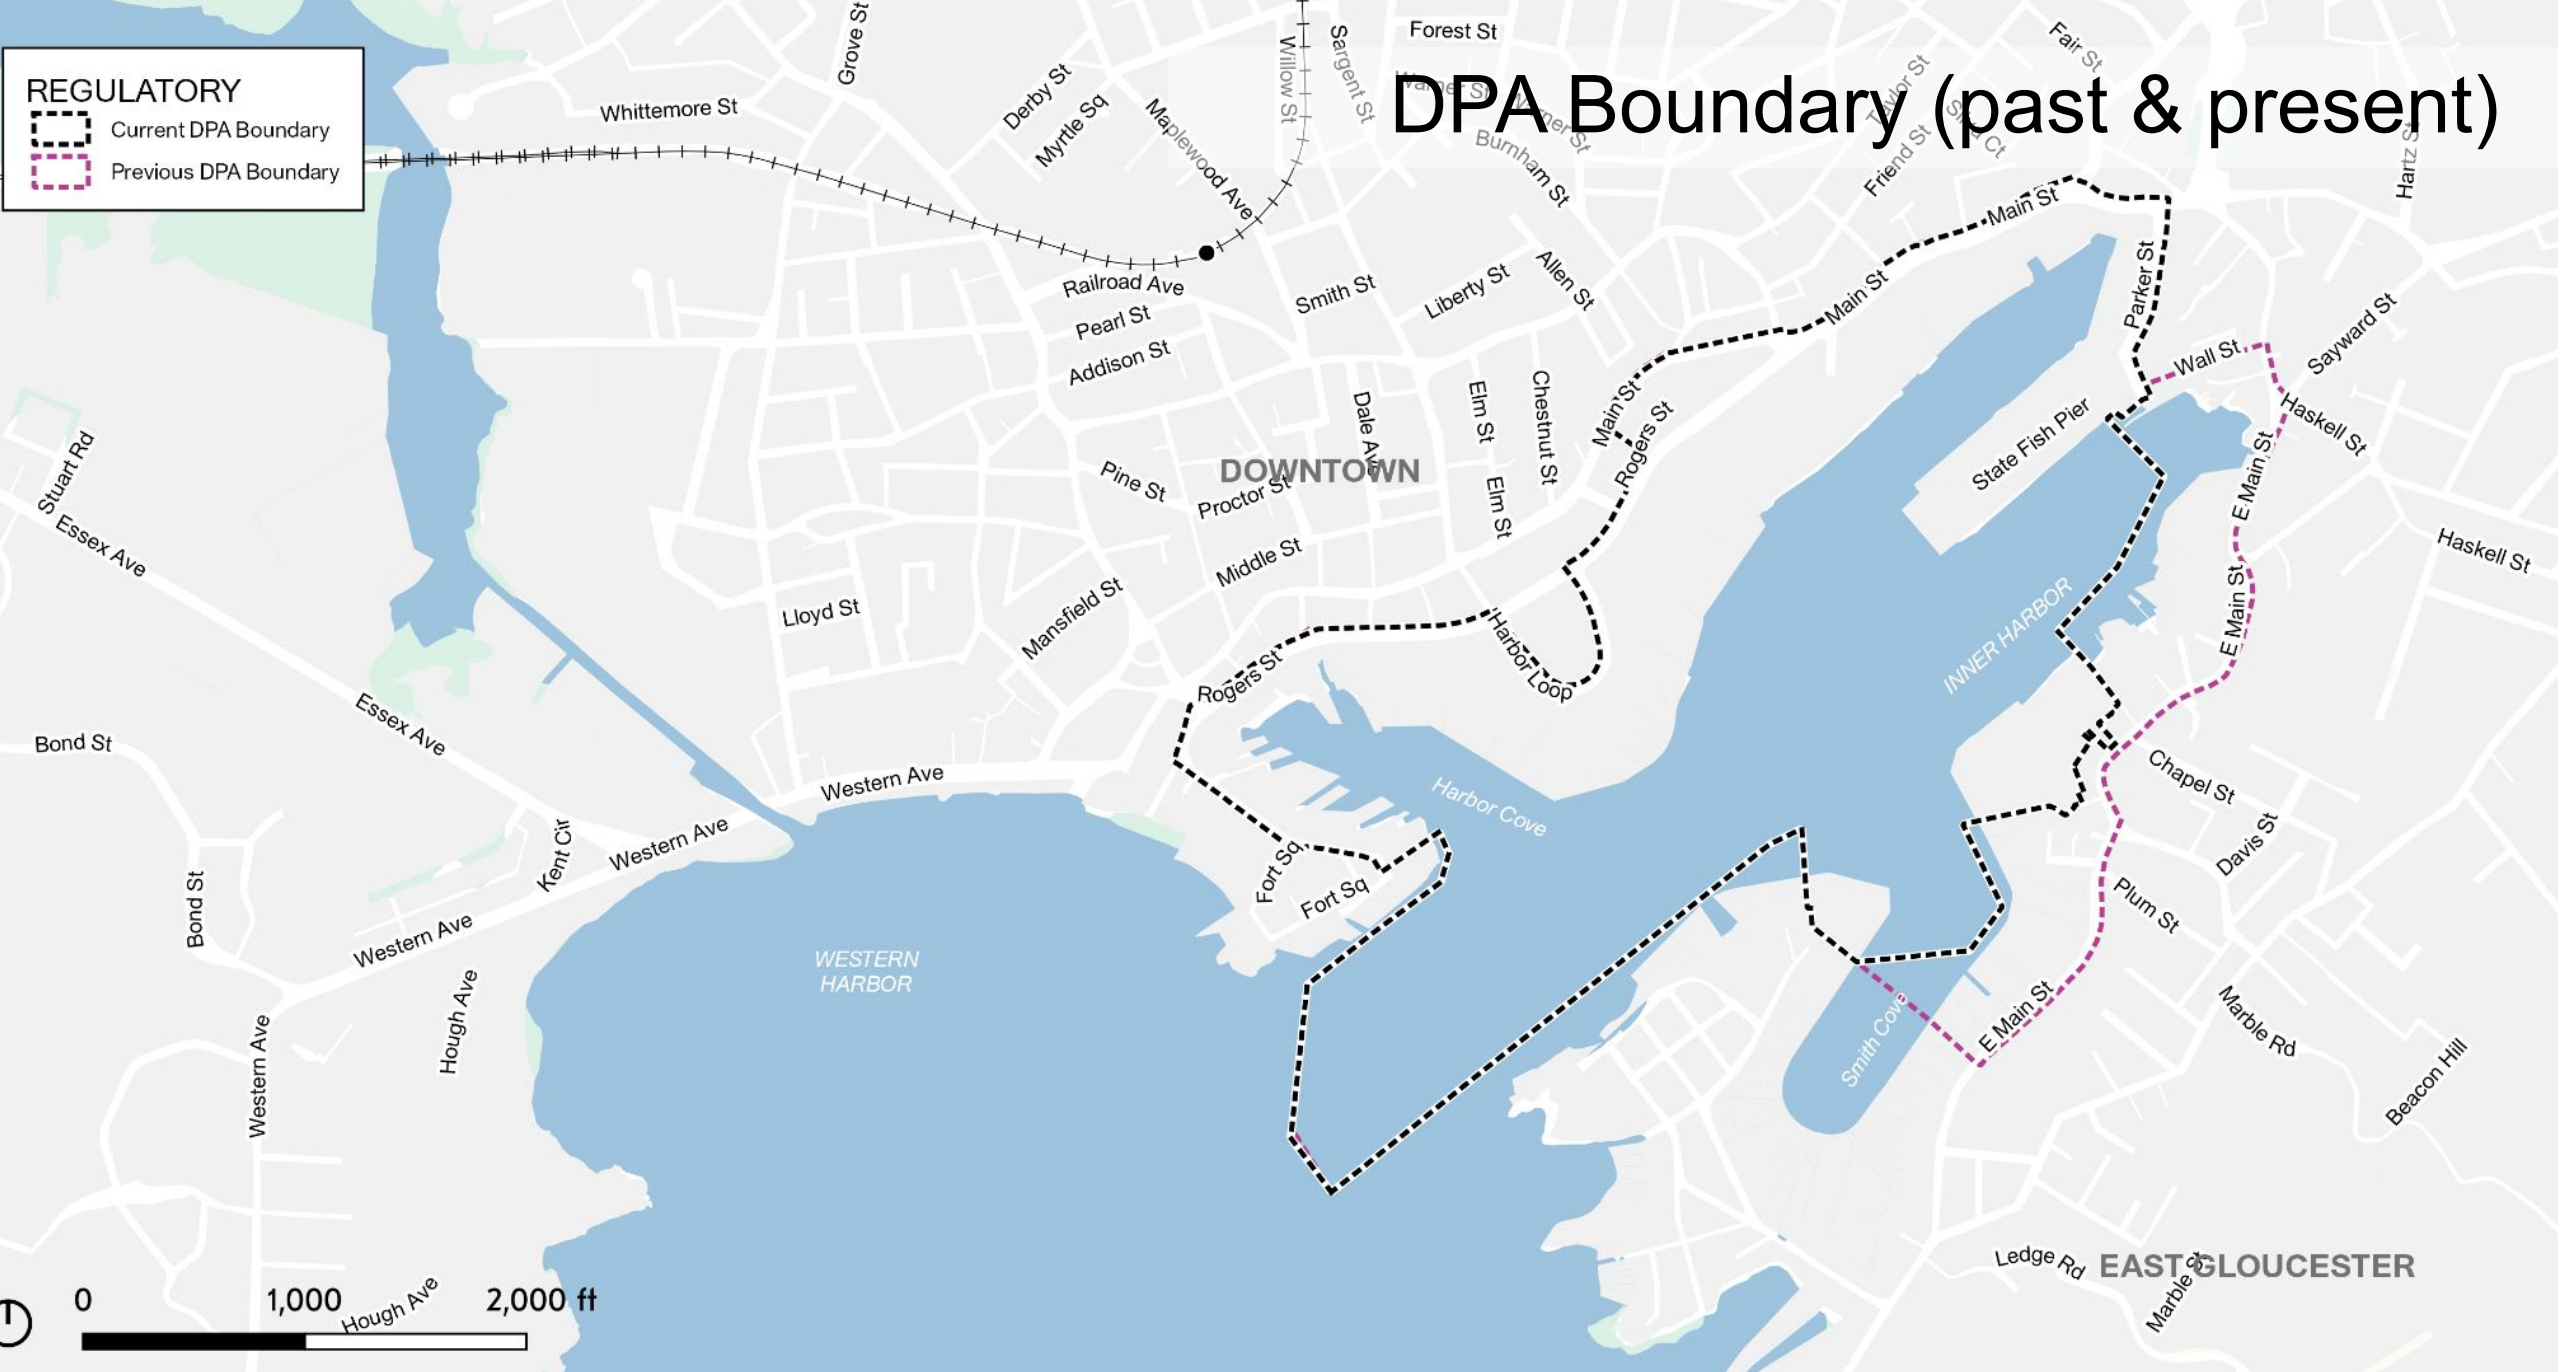 DPA Boundary (past & present)
REGULATORY
Current DPA Boundary
Previous DPA Boundary
Grove St
Forest St
Fair St
Willow St
Sargent St
Derby St
Myrtle Sq
Maplewood Ave
Whittemore St
Warner St
Warner St
Burnham St
Taylor St
Friend St
Hartz St
Main St
Main St
Parker St
Railroad Ave
Pearl St
Addison St
Smith St
Liberty St
Allen St
Wall St
Sayward St
Haskell St
Haskell St
Main St
Rogers St
Elm St
Elm St
Chestnut St
Dale Ave
DOWNTOWN
Pine St
Proctor St
Middle St
State Fish Pier
E Main St
E Main St
Stuart Rd
Essex Ave
Essex Ave
Lloyd St
Mansfield St
Harbor Loop
Rogers St
INNER HARBOR
Bond St
Bond St
Western Ave
Western Ave
Western Ave
Western Ave
Kent Cir
Harbor Cove
Chapel St
Davis St
Fort Sq
Fort Sq
Plum St
Hough Ave
Hough Ave
WESTERN
HARBOR
Smith Cove
E Main St
Marble Rd
Beacon Hill
Ledge Rd
Marble St
EAST GLOUCESTER
0
1,000
2,000 ft